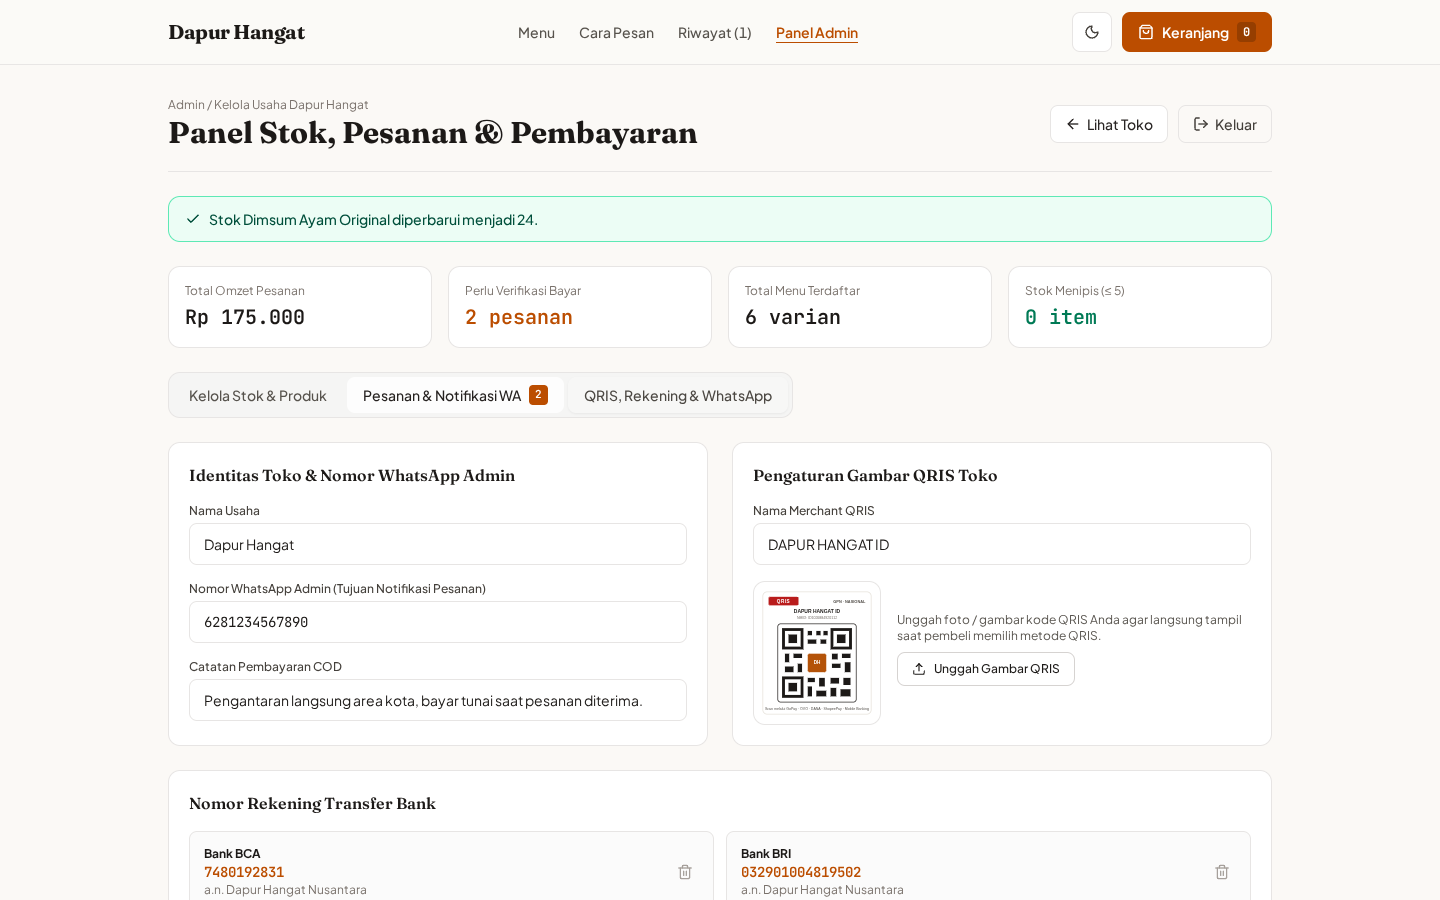 Dapur Hangat
Menu
Cara Pesan
Riwayat (1)
Panel Admin
Keranjang 0
Admin / Kelola Usaha Dapur Hangat
Panel Stok, Pesanan & Pembayaran
Lihat Toko
Keluar
Stok Dimsum Ayam Original diperbarui menjadi 24.
Total Omzet Pesanan
Rp 175.000
Perlu Verifikasi Bayar
2 pesanan
Total Menu Terdaftar
6 varian
Stok Menipis (≤ 5)
0 item
Kelola Stok & Produk
Pesanan & Notifikasi WA 2
QRIS, Rekening & WhatsApp
Identitas Toko & Nomor WhatsApp Admin
Nama Usaha
Dapur Hangat
Nomor WhatsApp Admin (Tujuan Notifikasi Pesanan)
6281234567890
Catatan Pembayaran COD
Pengantaran langsung area kota, bayar tunai saat pesanan diterima.
Pengaturan Gambar QRIS Toko
Nama Merchant QRIS
DAPUR HANGAT ID
QRIS
GPN · NASIONAL
DAPUR HANGAT ID
DH
Unggah foto / gambar kode QRIS Anda agar langsung tampil
saat pembeli memilih metode QRIS.
Unggah Gambar QRIS
Nomor Rekening Transfer Bank
Bank BCA
7480192831
a.n. Dapur Hangat Nusantara
Bank BRI
032901004819502
a.n. Dapur Hangat Nusantara